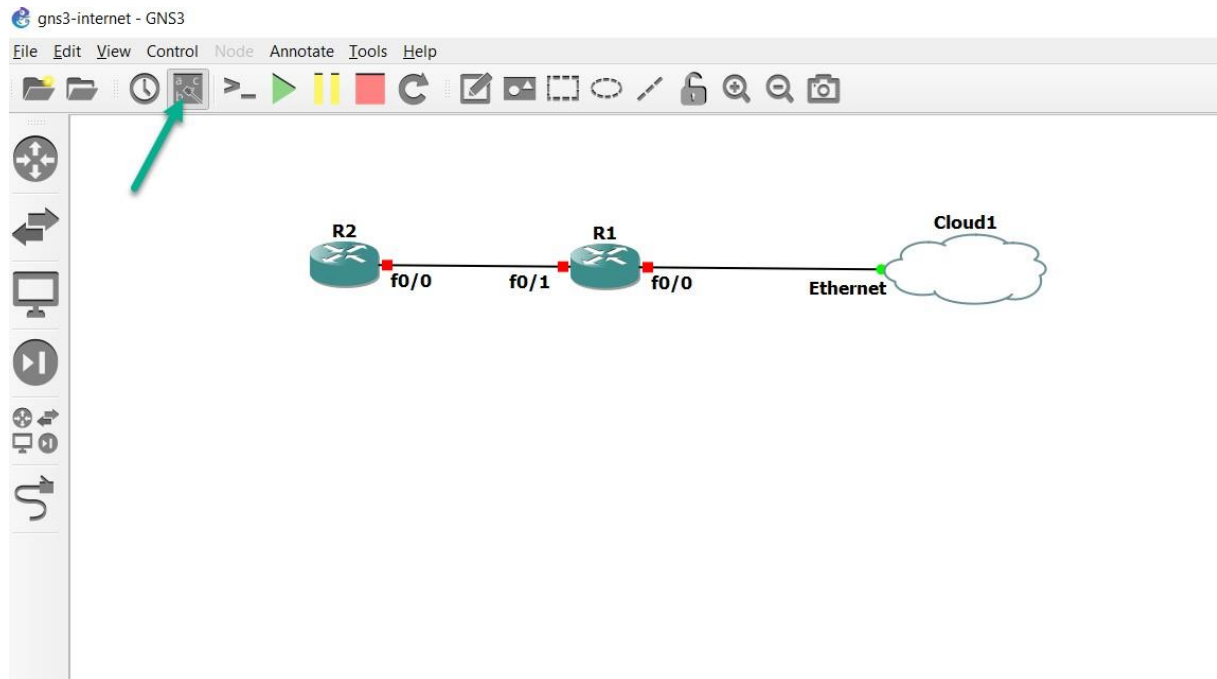 gns3-internet - GNS3
File Edit View Control Node Annotate Tools Help
a c
b
>_
R2
R1
Cloud1
f0/0
f0/1
f0/0
Ethernet